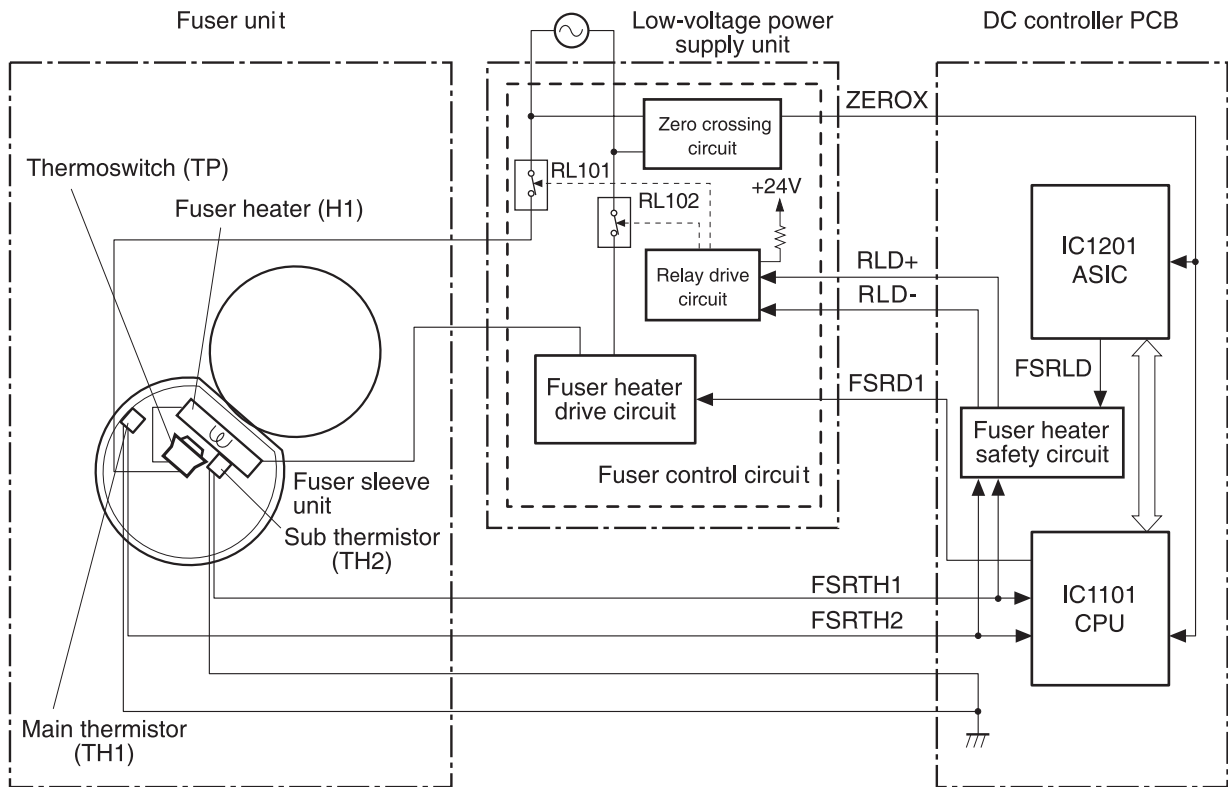 Fuser unit
Low-voltage power
supply unit
DC controller PCB
ZEROX
Zero crossing
circuit
Thermoswitch (TP)
RL101
+24V
Fuser heater (H1)
RL102
IC1201
ASIC
RLD+
Relay drive
circuit
RLD-
FSRLD
Fuser heater
drive circuit
FSRD1
Fuser heater
safety circuit
Fuser control circuit
Fuser sleeve
unit
Sub thermistor
(TH2)
FSRTH1
IC1101
CPU
FSRTH2
Main thermistor
(TH1)